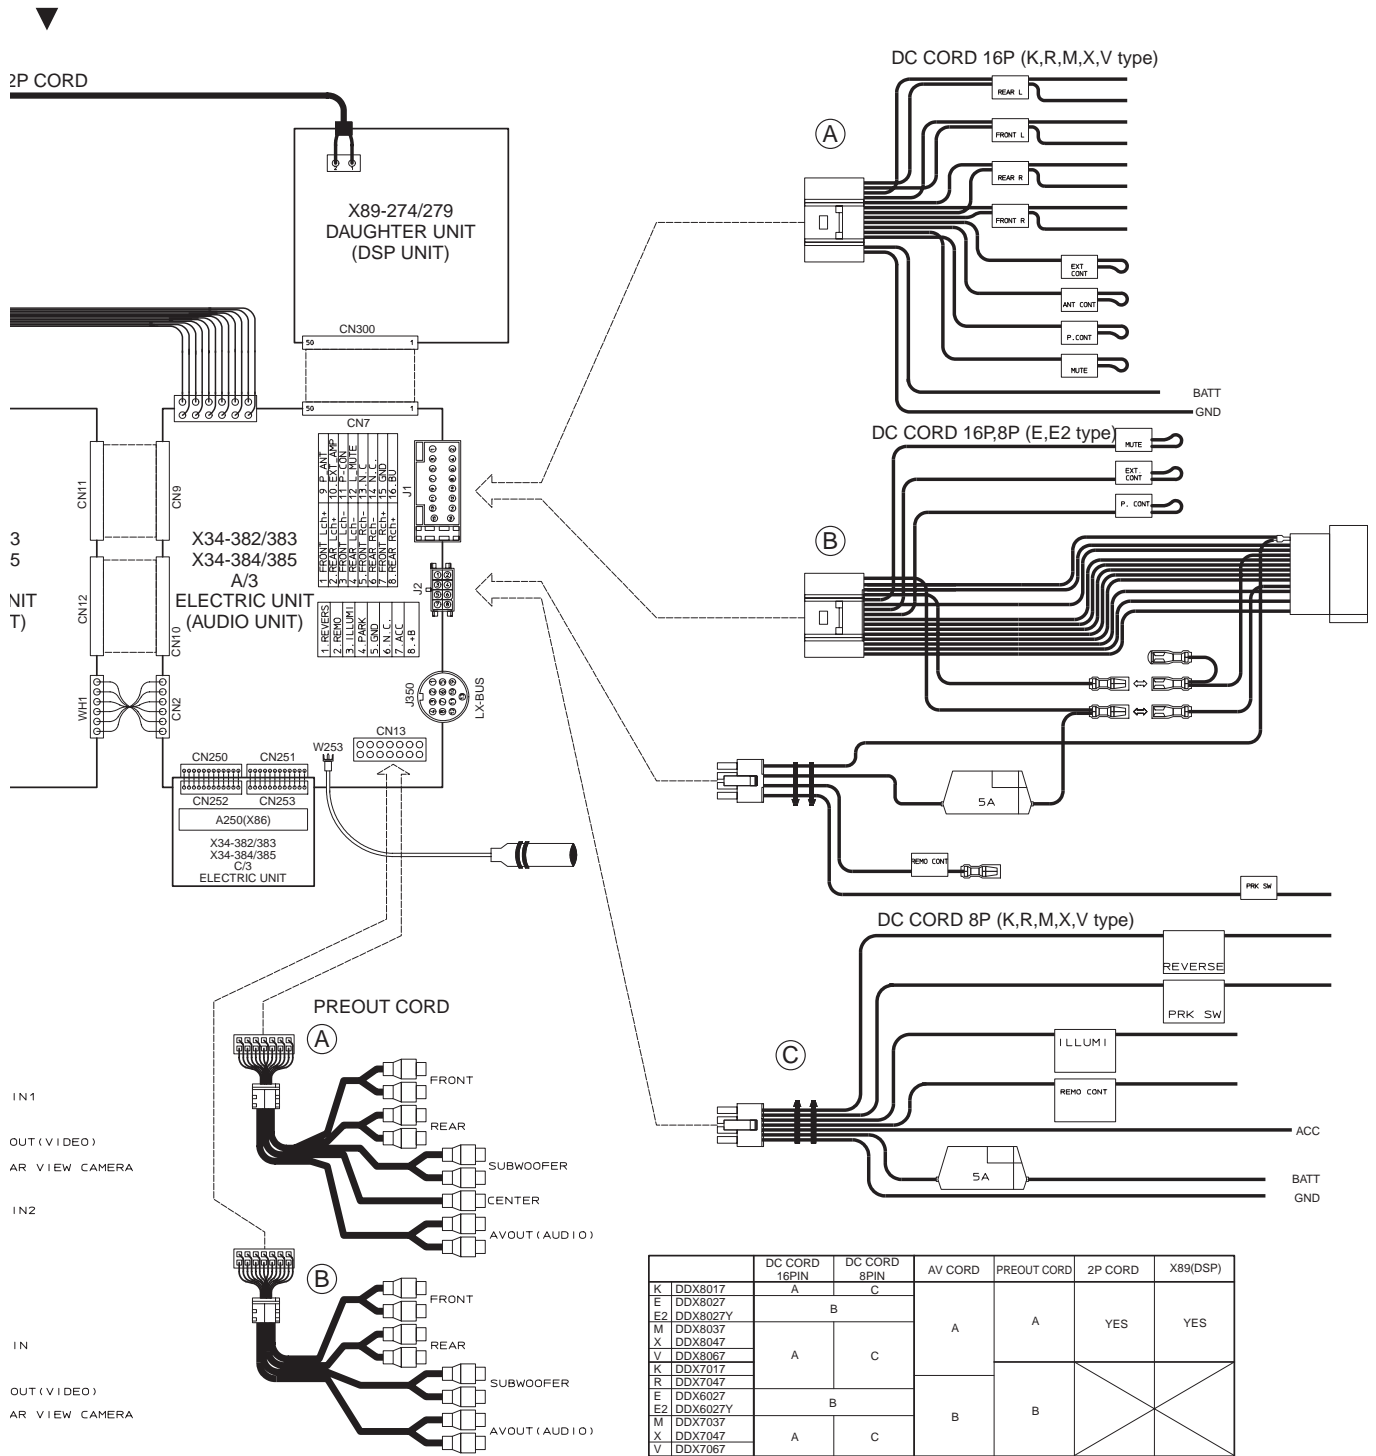 2P CORD
X89-274/279
DAUGHTER UNIT
(DSP UNIT)
CN300
50 1
50 1
CN7
DC CORD 16P (K,R,M,X,V type)
A
REAR L
FRONT L
REAR R
FRONT R
EXT
CONT
ANT CONT
P.CONT
MUTE
BATT
GND
DC CORD 16P,8P (E,E2 type)
B
MUTE
EXT.
CONT
P. CONT
5A
REMO CONT
PRK SW
DC CORD 8P (K,R,M,X,V type)
C
REVERSE
PRK SW
ILLUMI
REMO CONT
ACC
5A
BATT
GND
3
5
NIT
T)
CN11
CN9
CN12
CN10
WH1
CN2
X34-382/383
X34-384/385
A/3
ELECTRIC UNIT
(AUDIO UNIT)
1.FRONT Lch+ 9.P ANT
2.REAR Lch+ 10.EXT.AMP
3.FRONT Lch- 11.P-CON
4.REAR Lch- 12.L.MUTE
5.FRONT Rch- 13.N.C
6.REAR Rch- 14.N.C.
7.FRONT Rch+ 15.GND
8.REAR Rch+ 16.BU
J1
J2
1.REVERS
2.REMO
3.ILLUMI
4.PARK
5.GND
6.N.C.
7.ACC
8.+B
J350
LX-BUS
CN13
W253
CN250 CN251
CN252 CN253
A250(X86)
X34-382/383
X34-384/385
C/3
ELECTRIC UNIT
PREOUT CORD
A
FRONT
REAR
SUBWOOFER
CENTER
AVOUT(AUDIO)
B
FRONT
REAR
SUBWOOFER
AVOUT(AUDIO)
IN1
OUT(VIDEO)
AR VIEW CAMERA
IN2
IN
OUT(VIDEO)
AR VIEW CAMERA
DC CORD 16PIN DC CORD 8PIN AV CORD PREOUT CORD 2P CORD X89(DSP)
K DDX8017 A C
E DDX8027 B
E2 DDX8027Y A A YES YES
M DDX8037
X DDX8047 A C
V DDX8067
K DDX7017
R DDX7047
E DDX6027 B
E2 DDX6027Y B B
M DDX7037
X DDX7047 A C
V DDX7067